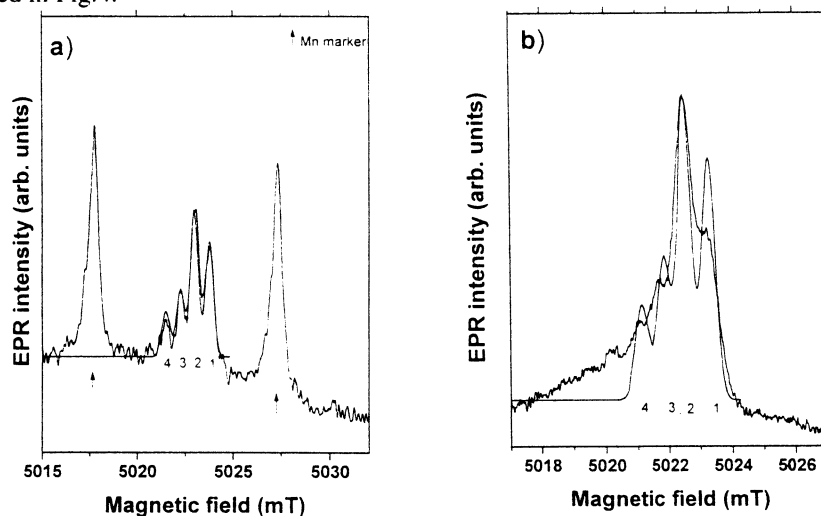 a)
Mn marker
EPR intensity (arb. units)
4 3 2 1
5015 5020 5025 5030
Magnetic field (mT)
b)
EPR intensity (arb. units)
4 3 2 1
5018 5020 5022 5024 5026
Magnetic field (mT)